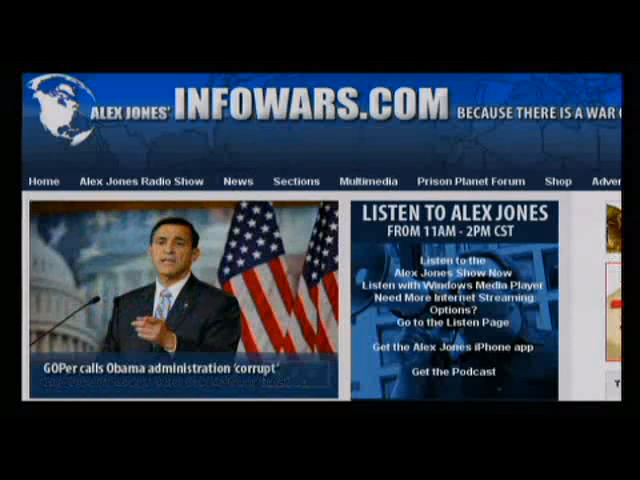 ALEX JONES' INFOWARS.COM BECAUSE THERE IS A WAR
Home Alex Jones Radio Show News Sections Multimedia Prison Planet Forum Shop
LISTEN TO ALEX JONES
FROM 11AM - 2PM CST
Listen to the
Alex Jones Show Now
Listen with Windows Media Player
Need More Internet Streaming
Options?
Go to the Listen Page
Get the Alex Jones iPhone app
Get the Podcast
GOPer calls Obama administration 'corrupt'